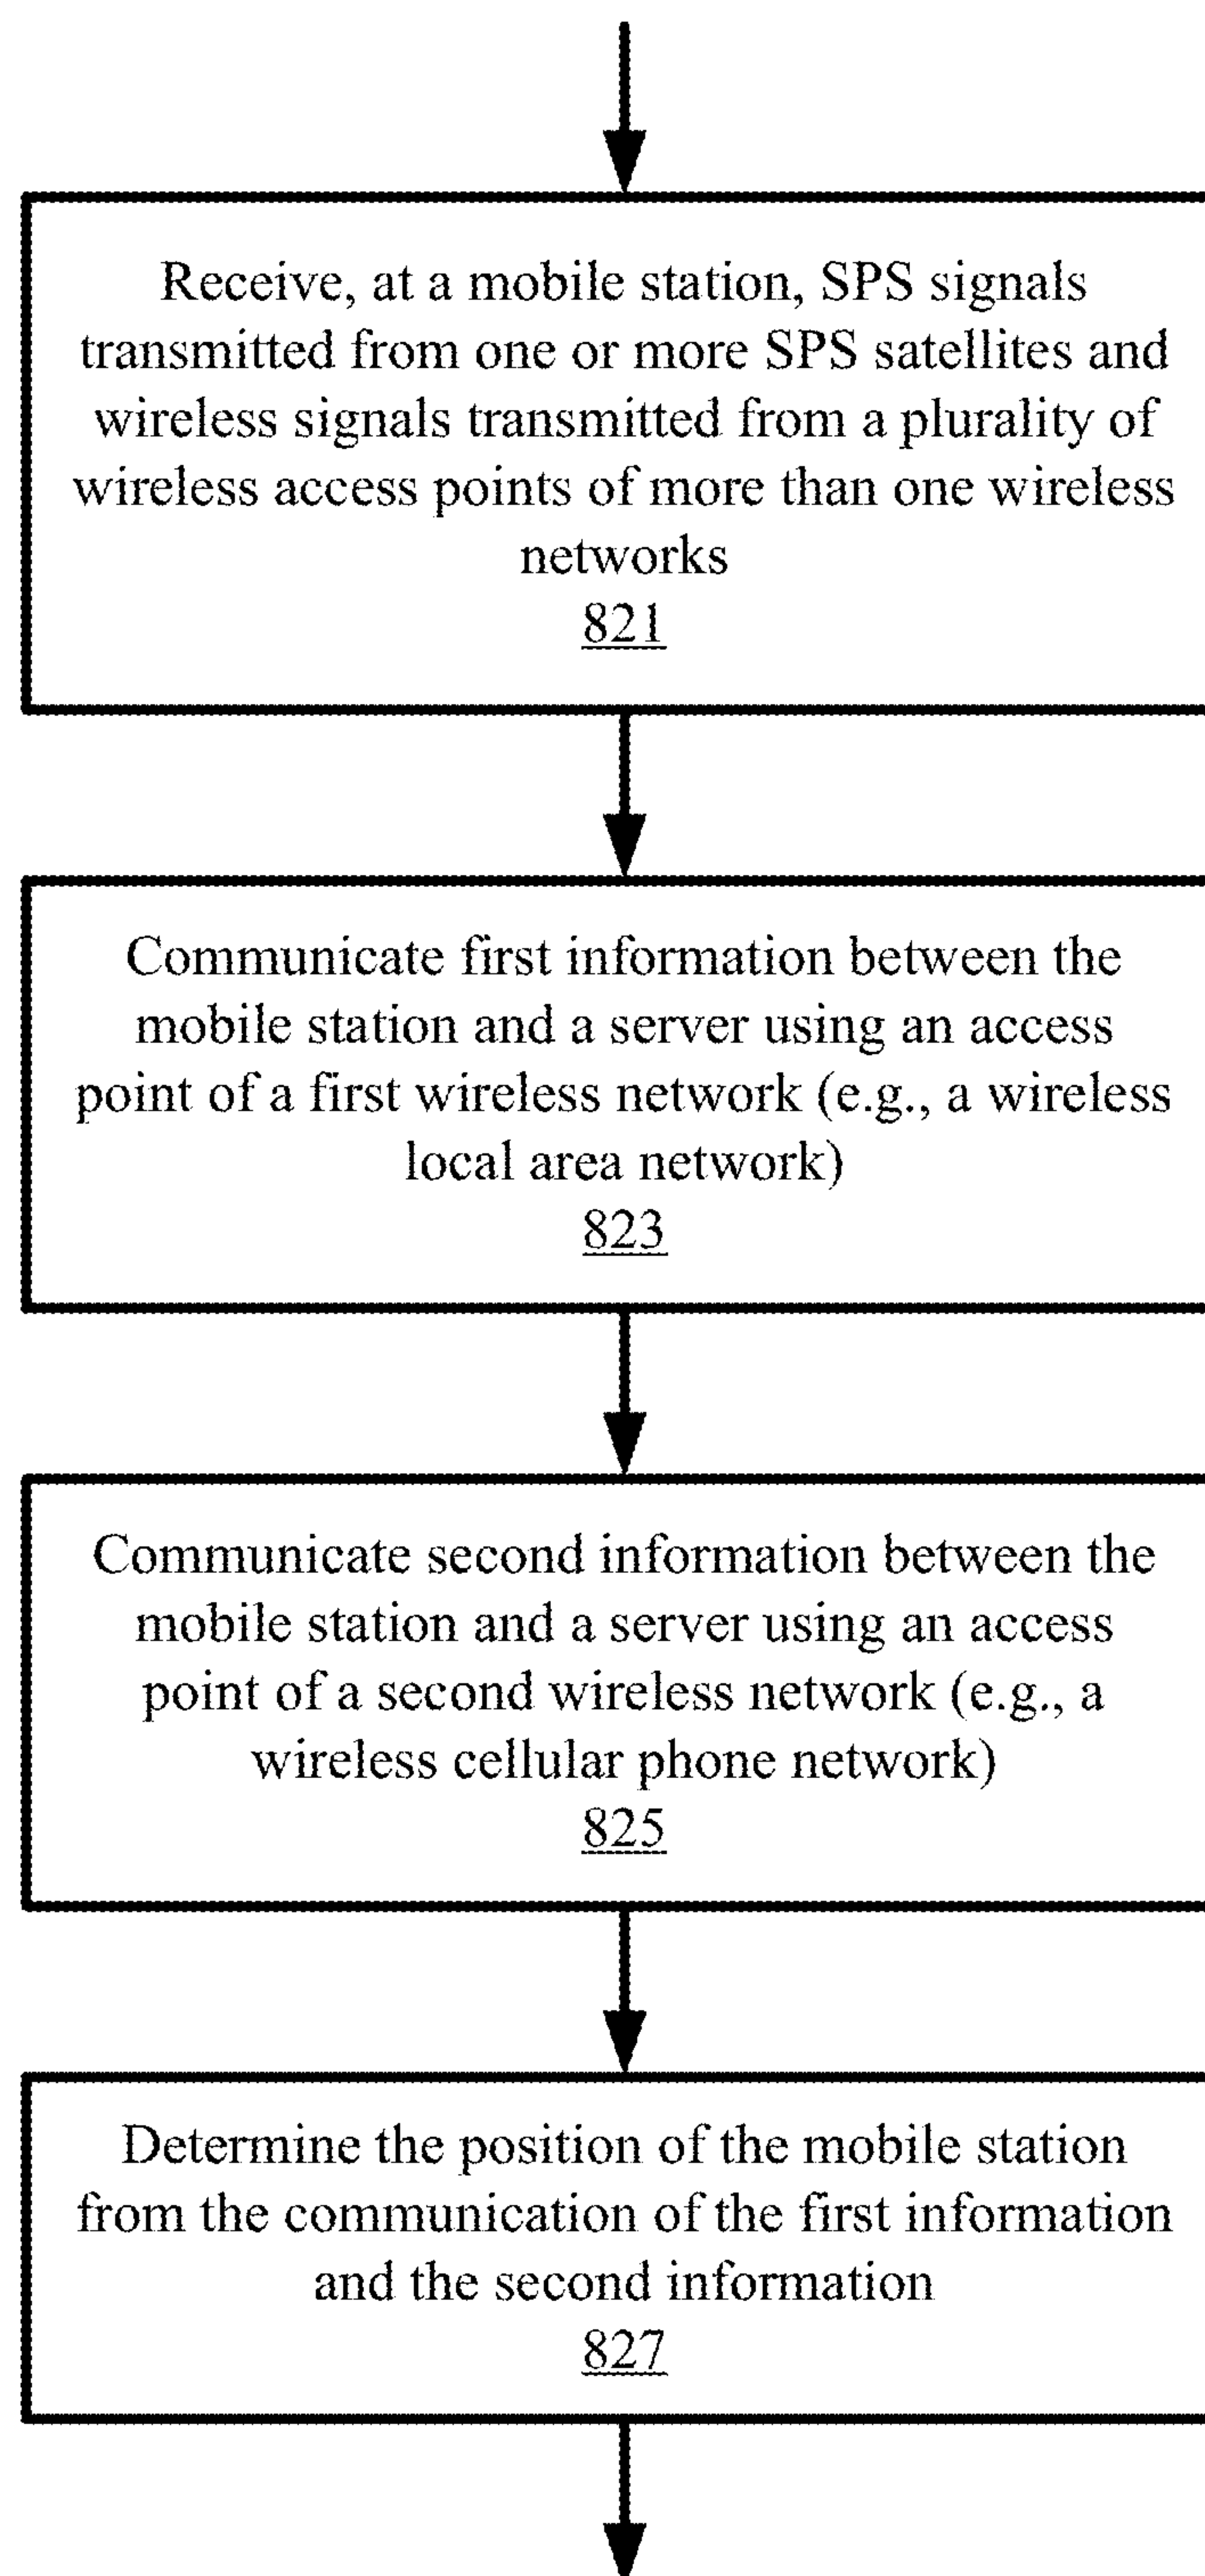 Receive, at a mobile station, SPS signals
transmitted from one or more SPS satellites and
wireless signals transmitted from a plurality of
wireless access points of more than one wireless
networks
821
Communicate first information between the
mobile station and a server using an access
point of a first wireless network (e.g., a wireless
local area network)
823
Communicate second information between the
mobile station and a server using an access
point of a second wireless network (e.g., a
wireless cellular phone network)
825
Determine the position of the mobile station
from the communication of the first information
and the second information
827